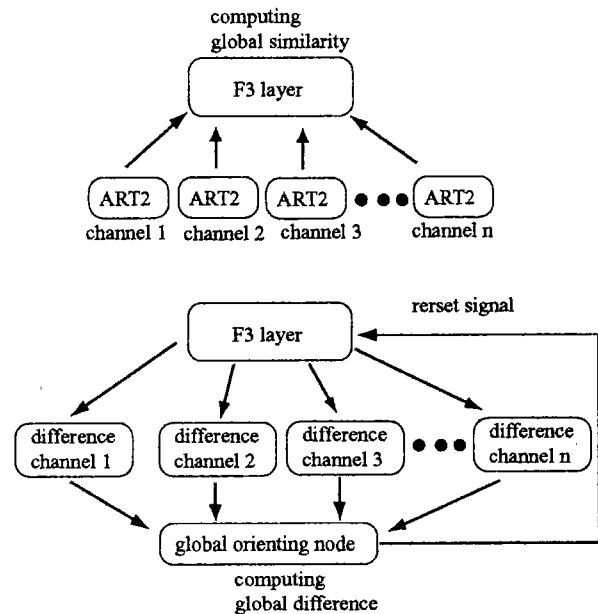 computing
global similarity
F3 layer
ART2 ART2 ART2 ART2
channel 1 channel 2 channel 3 channel n
rerset signal
F3 layer
difference difference difference difference
channel 1 channel 2 channel 3 channel n
global orienting node
computing
global difference